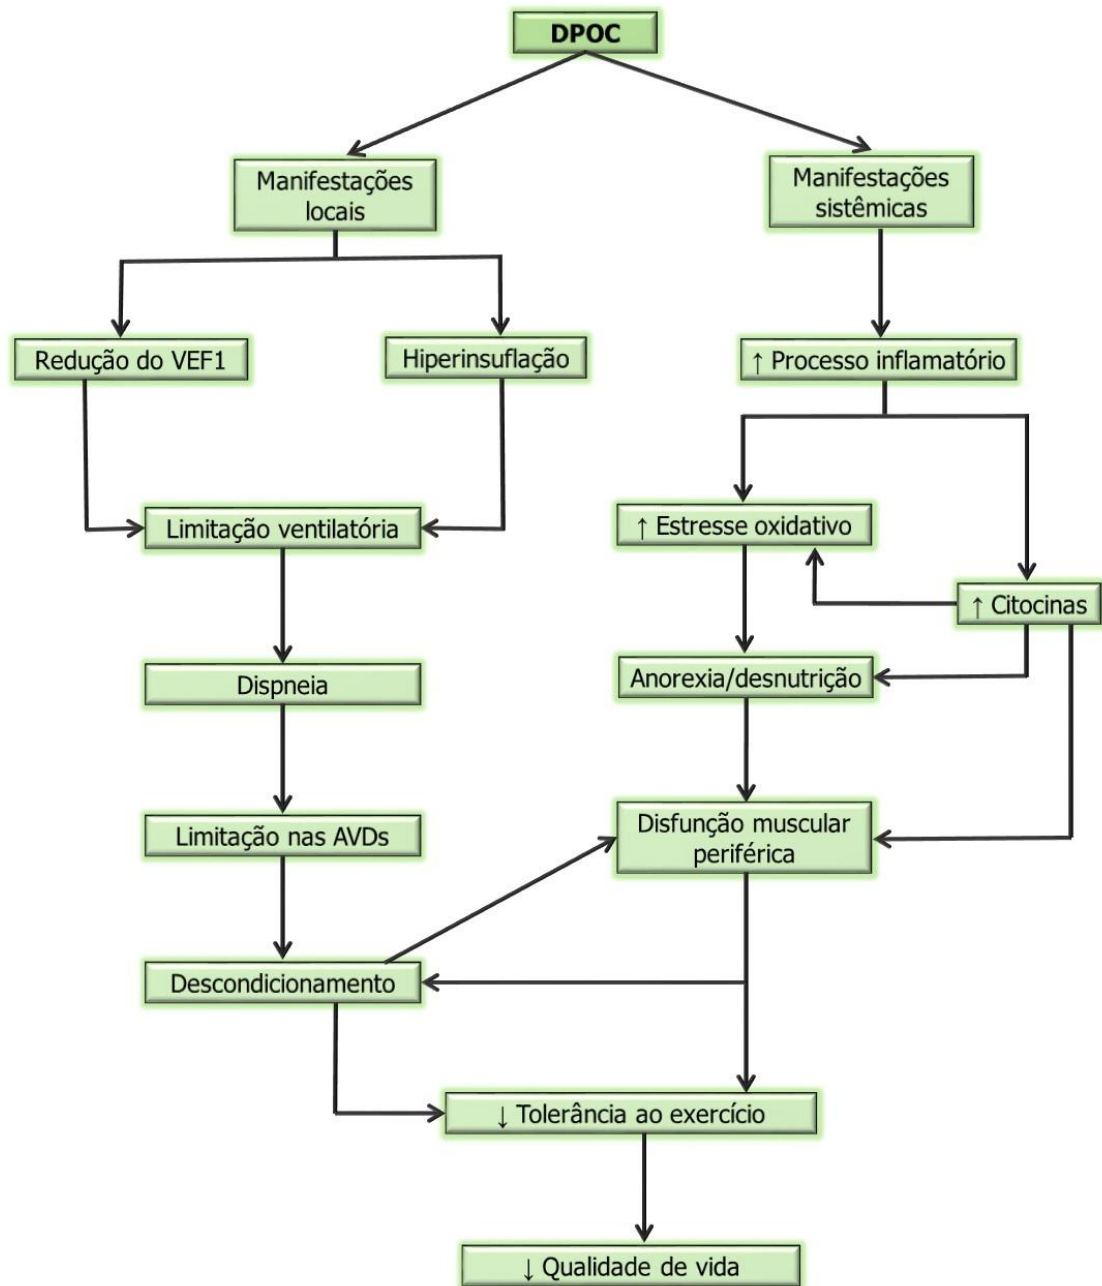 DPOC
Manifestações
locais
Manifestações
sistêmicas
Redução do VEF1
Hiperinsuflação
↑ Processo inflamatório
Limitação ventilatória
↑ Estresse oxidativo
↑ Citocinas
Dispneia
Anorexia/desnutrição
Limitação nas AVDs
Disfunção muscular
periférica
Descondicionamento
↓ Tolerância ao exercício
↓ Qualidade de vida